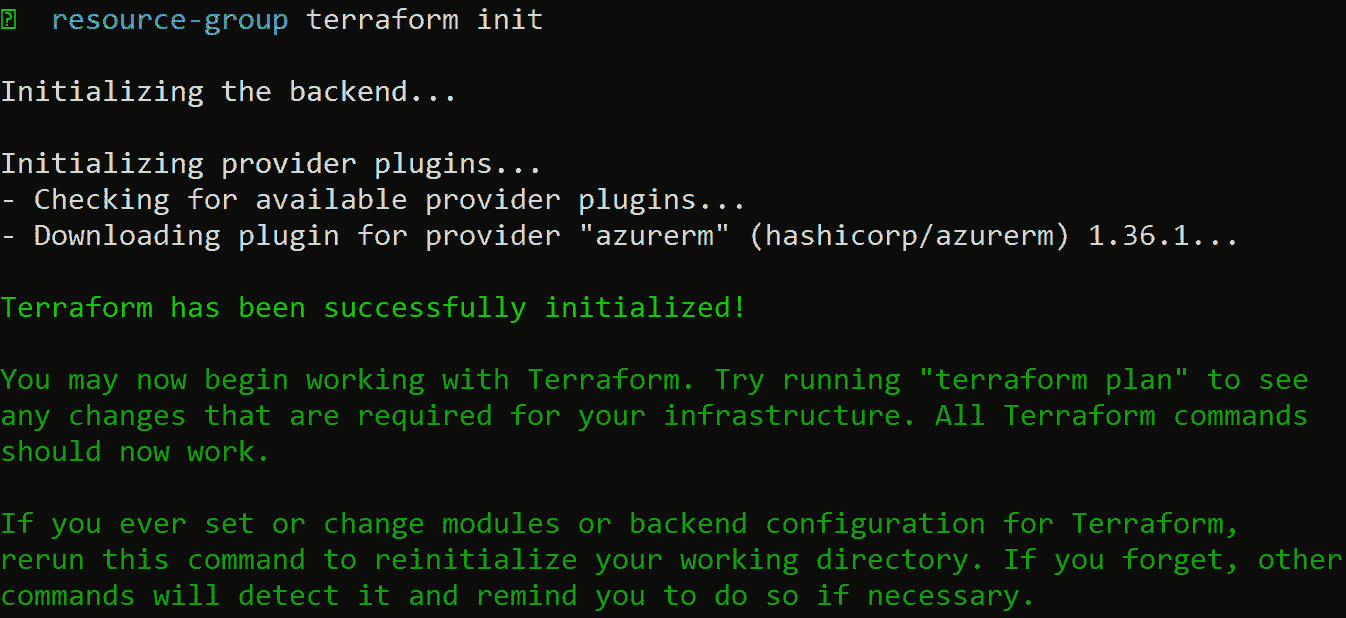 resource-group terraform init
Initializing the backend...
Initializing provider plugins...
- Checking for available provider plugins...
- Downloading plugin for provider "azurerm" (hashicorp/azurerm) 1.36.1...
Terraform has been successfully initialized!
You may now begin working with Terraform. Try running "terraform plan" to see
any changes that are required for your infrastructure. All Terraform commands
should now work.
If you ever set or change modules or backend configuration for Terraform,
rerun this command to reinitialize your working directory. If you forget, other
commands will detect it and remind you to do so if necessary.